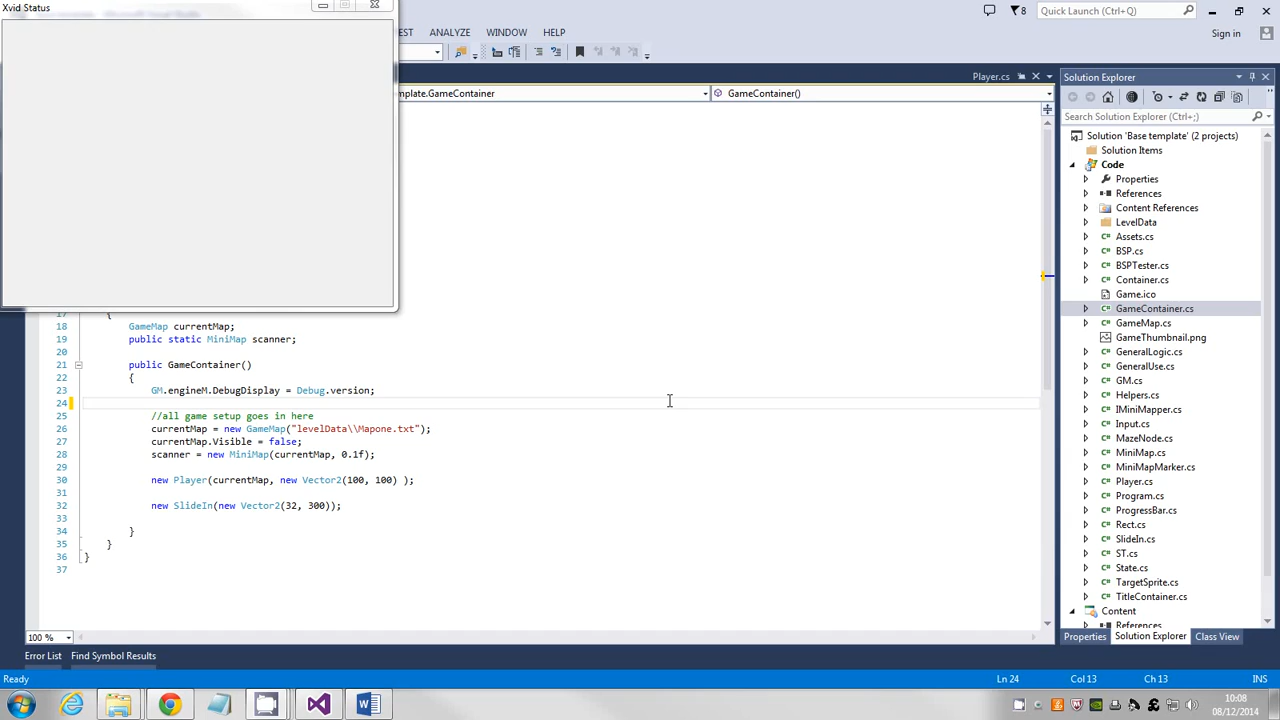 Xvid Status
Quick Launch (Ctrl+Q)
8
EST ANALYZE WINDOW HELP
Sign in
Player.cs
mplate.GameContainer
GameContainer()
17 {
18 GameMap currentMap;
19 public static MiniMap scanner;
20
21 public GameContainer()
22 {
23 GM.engineM.DebugDisplay = Debug.version;
24
25 //all game setup goes in here
26 currentMap = new GameMap("levelData\\Mapone.txt");
27 currentMap.Visible = false;
28 scanner = new MiniMap(currentMap, 0.1f);
29
30 new Player(currentMap, new Vector2(100, 100) );
31
32 new SlideIn(new Vector2(32, 300));
33
34 }
35 }
36 }
37
100 %
Error List Find Symbol Results
Solution Explorer
Search Solution Explorer (Ctrl+;)
Solution 'Base template' (2 projects)
Solution Items
Code
Properties
References
Content References
LevelData
Assets.cs
BSP.cs
BSPTester.cs
Container.cs
Game.ico
GameContainer.cs
GameMap.cs
GameThumbnail.png
GeneralLogic.cs
GeneralUse.cs
GM.cs
Helpers.cs
IMiniMapper.cs
Input.cs
MazeNode.cs
MiniMap.cs
MiniMapMarker.cs
Player.cs
Program.cs
ProgressBar.cs
Rect.cs
SlideIn.cs
ST.cs
State.cs
TargetSprite.cs
TitleContainer.cs
Content
References
Properties Solution Explorer Class View
Ready Ln 24 Col 13 Ch 13 INS
10:08
08/12/2014